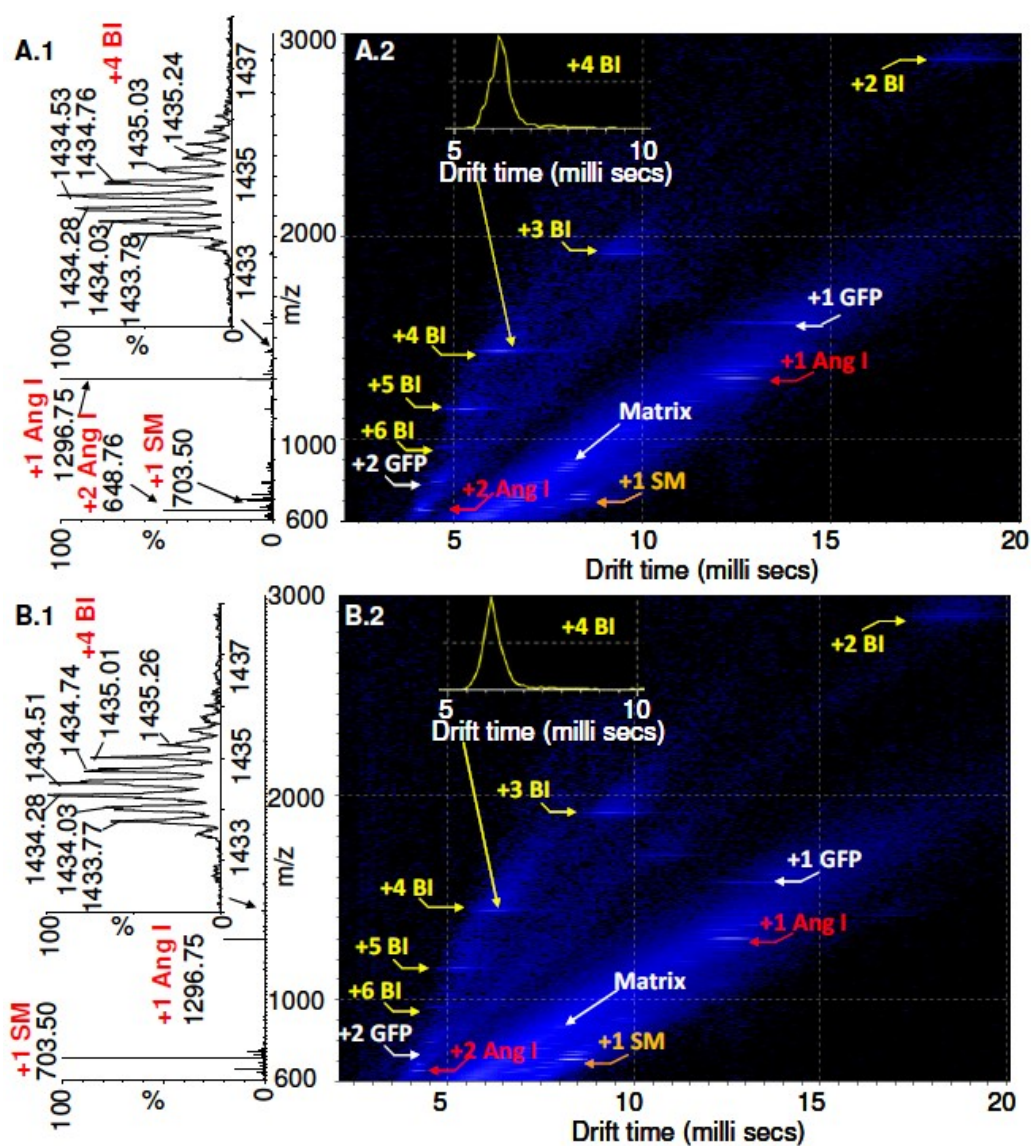 A.1
+4 BI
1434.53
1434.76
1435.03
1435.24
1434.28
1434.03
1433.78
1437
1435
1433
100
%
0
m/z
+1 Ang I
1296.75
+2 Ang I
648.76
+1 SM
703.50
100
%
0
A.2
3000
2000
1000
600
+4 BI
5
10
Drift time (milli secs)
+2 BI
+3 BI
+1 GFP
+4 BI
+1 Ang I
+5 BI
Matrix
+6 BI
+2 GFP
+2 Ang I
+1 SM
5
10
15
20
Drift time (milli secs)
B.1
+4 BI
1434.51
1434.74
1435.01
1435.26
1434.28
1434.03
1433.77
1437
1435
1433
100
%
0
m/z
+1 Ang I
1296.75
+1 SM
703.50
100
%
0
B.2
3000
2000
1000
600
+4 BI
5
10
Drift time (milli secs)
+2 BI
+3 BI
+1 GFP
+4 BI
+1 Ang I
+5 BI
Matrix
+6 BI
+2 GFP
+2 Ang I
+1 SM
5
10
15
20
Drift time (milli secs)